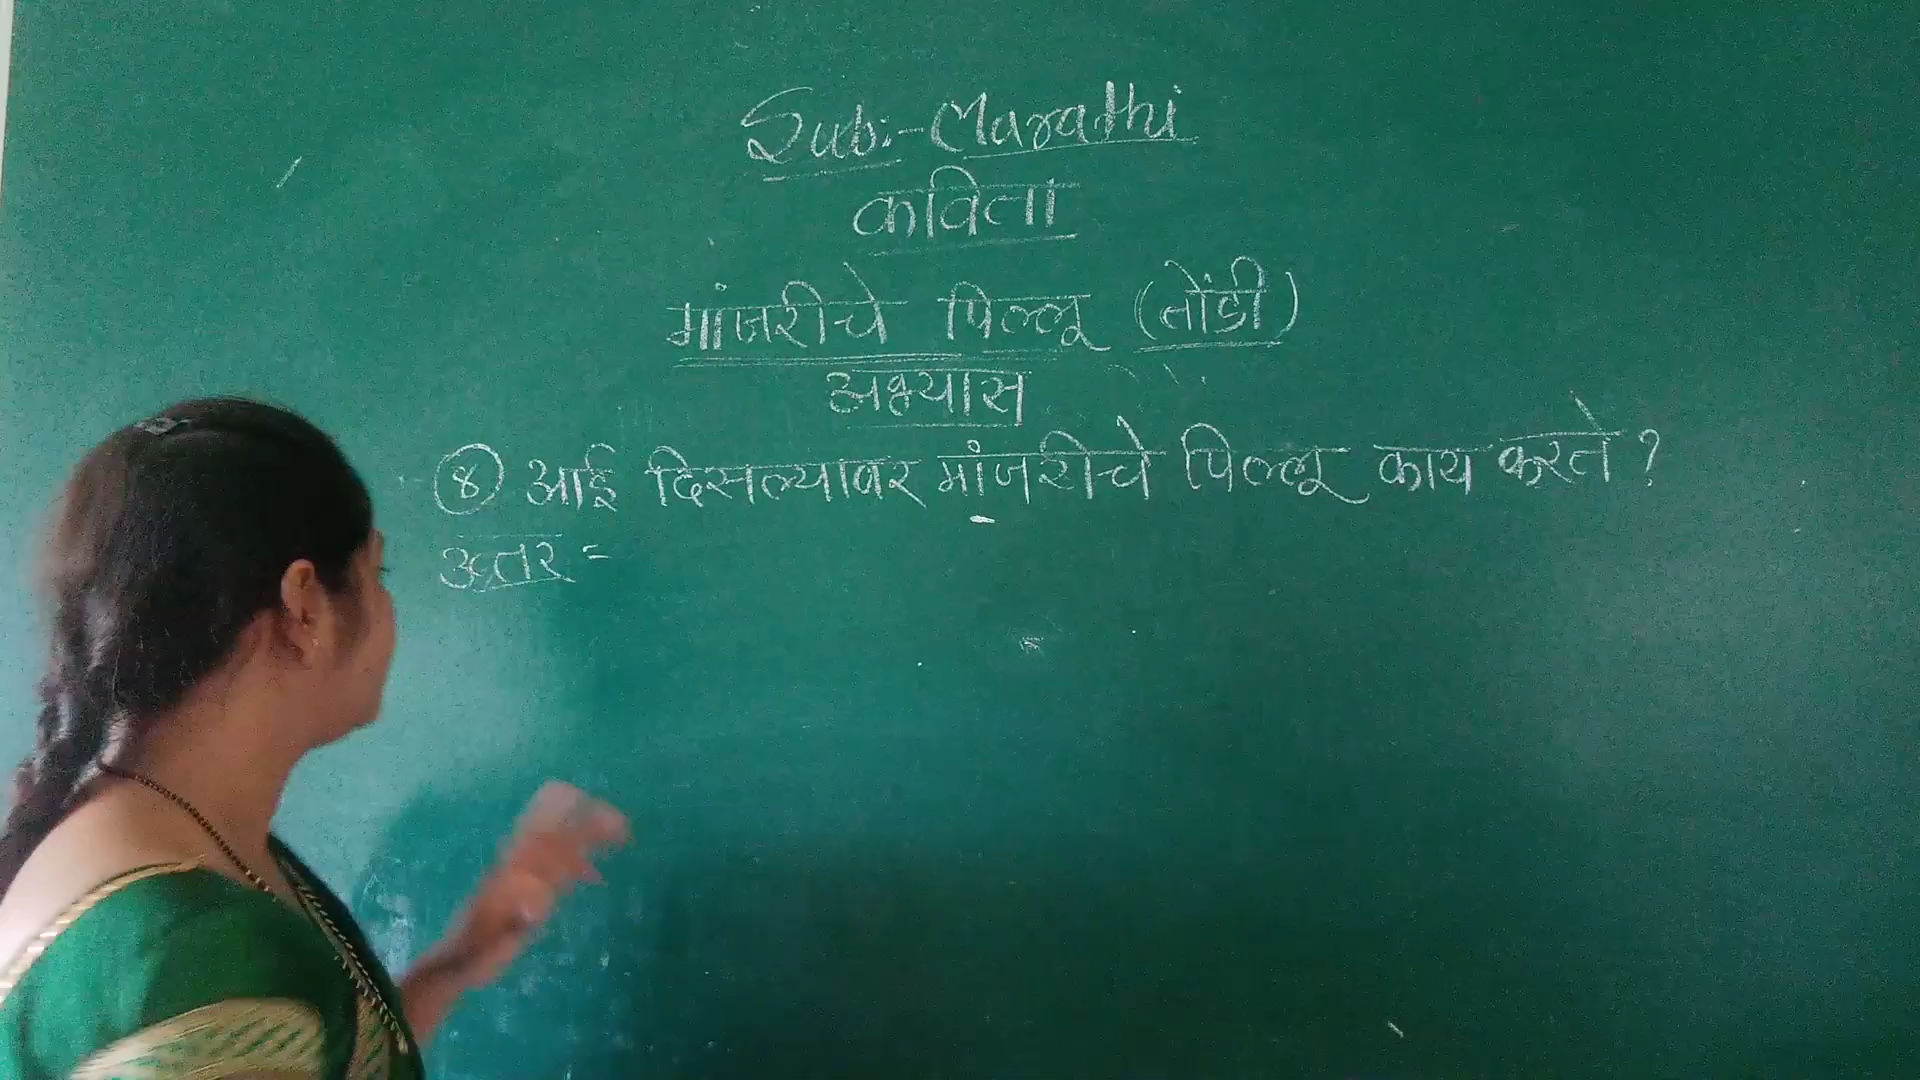 Sub:- Marathi
कविता
मांजरीचे पिल्लू (तोंडी)
अभ्यास
४ आई दिसल्यावर मांजरीचे पिल्लू काय करते ?
उत्तर =